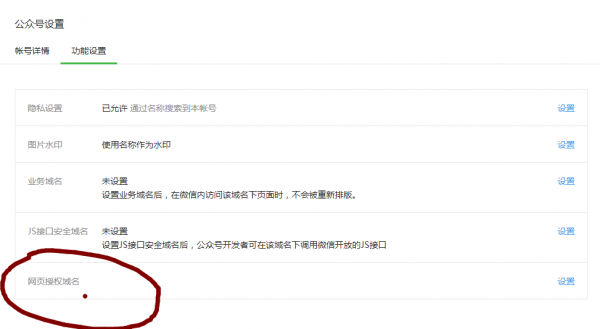 公众号设置
帐号详情 功能设置
隐私设置 已允许 通过名称搜索到本帐号 设置
图片水印 使用名称作为水印 设置
业务域名 未设置 设置
设置业务域名后，在微信内访问该域名下页面时，不会被重新排版。
JS接口安全域名 未设置 设置
设置JS接口安全域名后，公众号开发者可在该域名下调用微信开放的JS接口
网页授权域名 设置